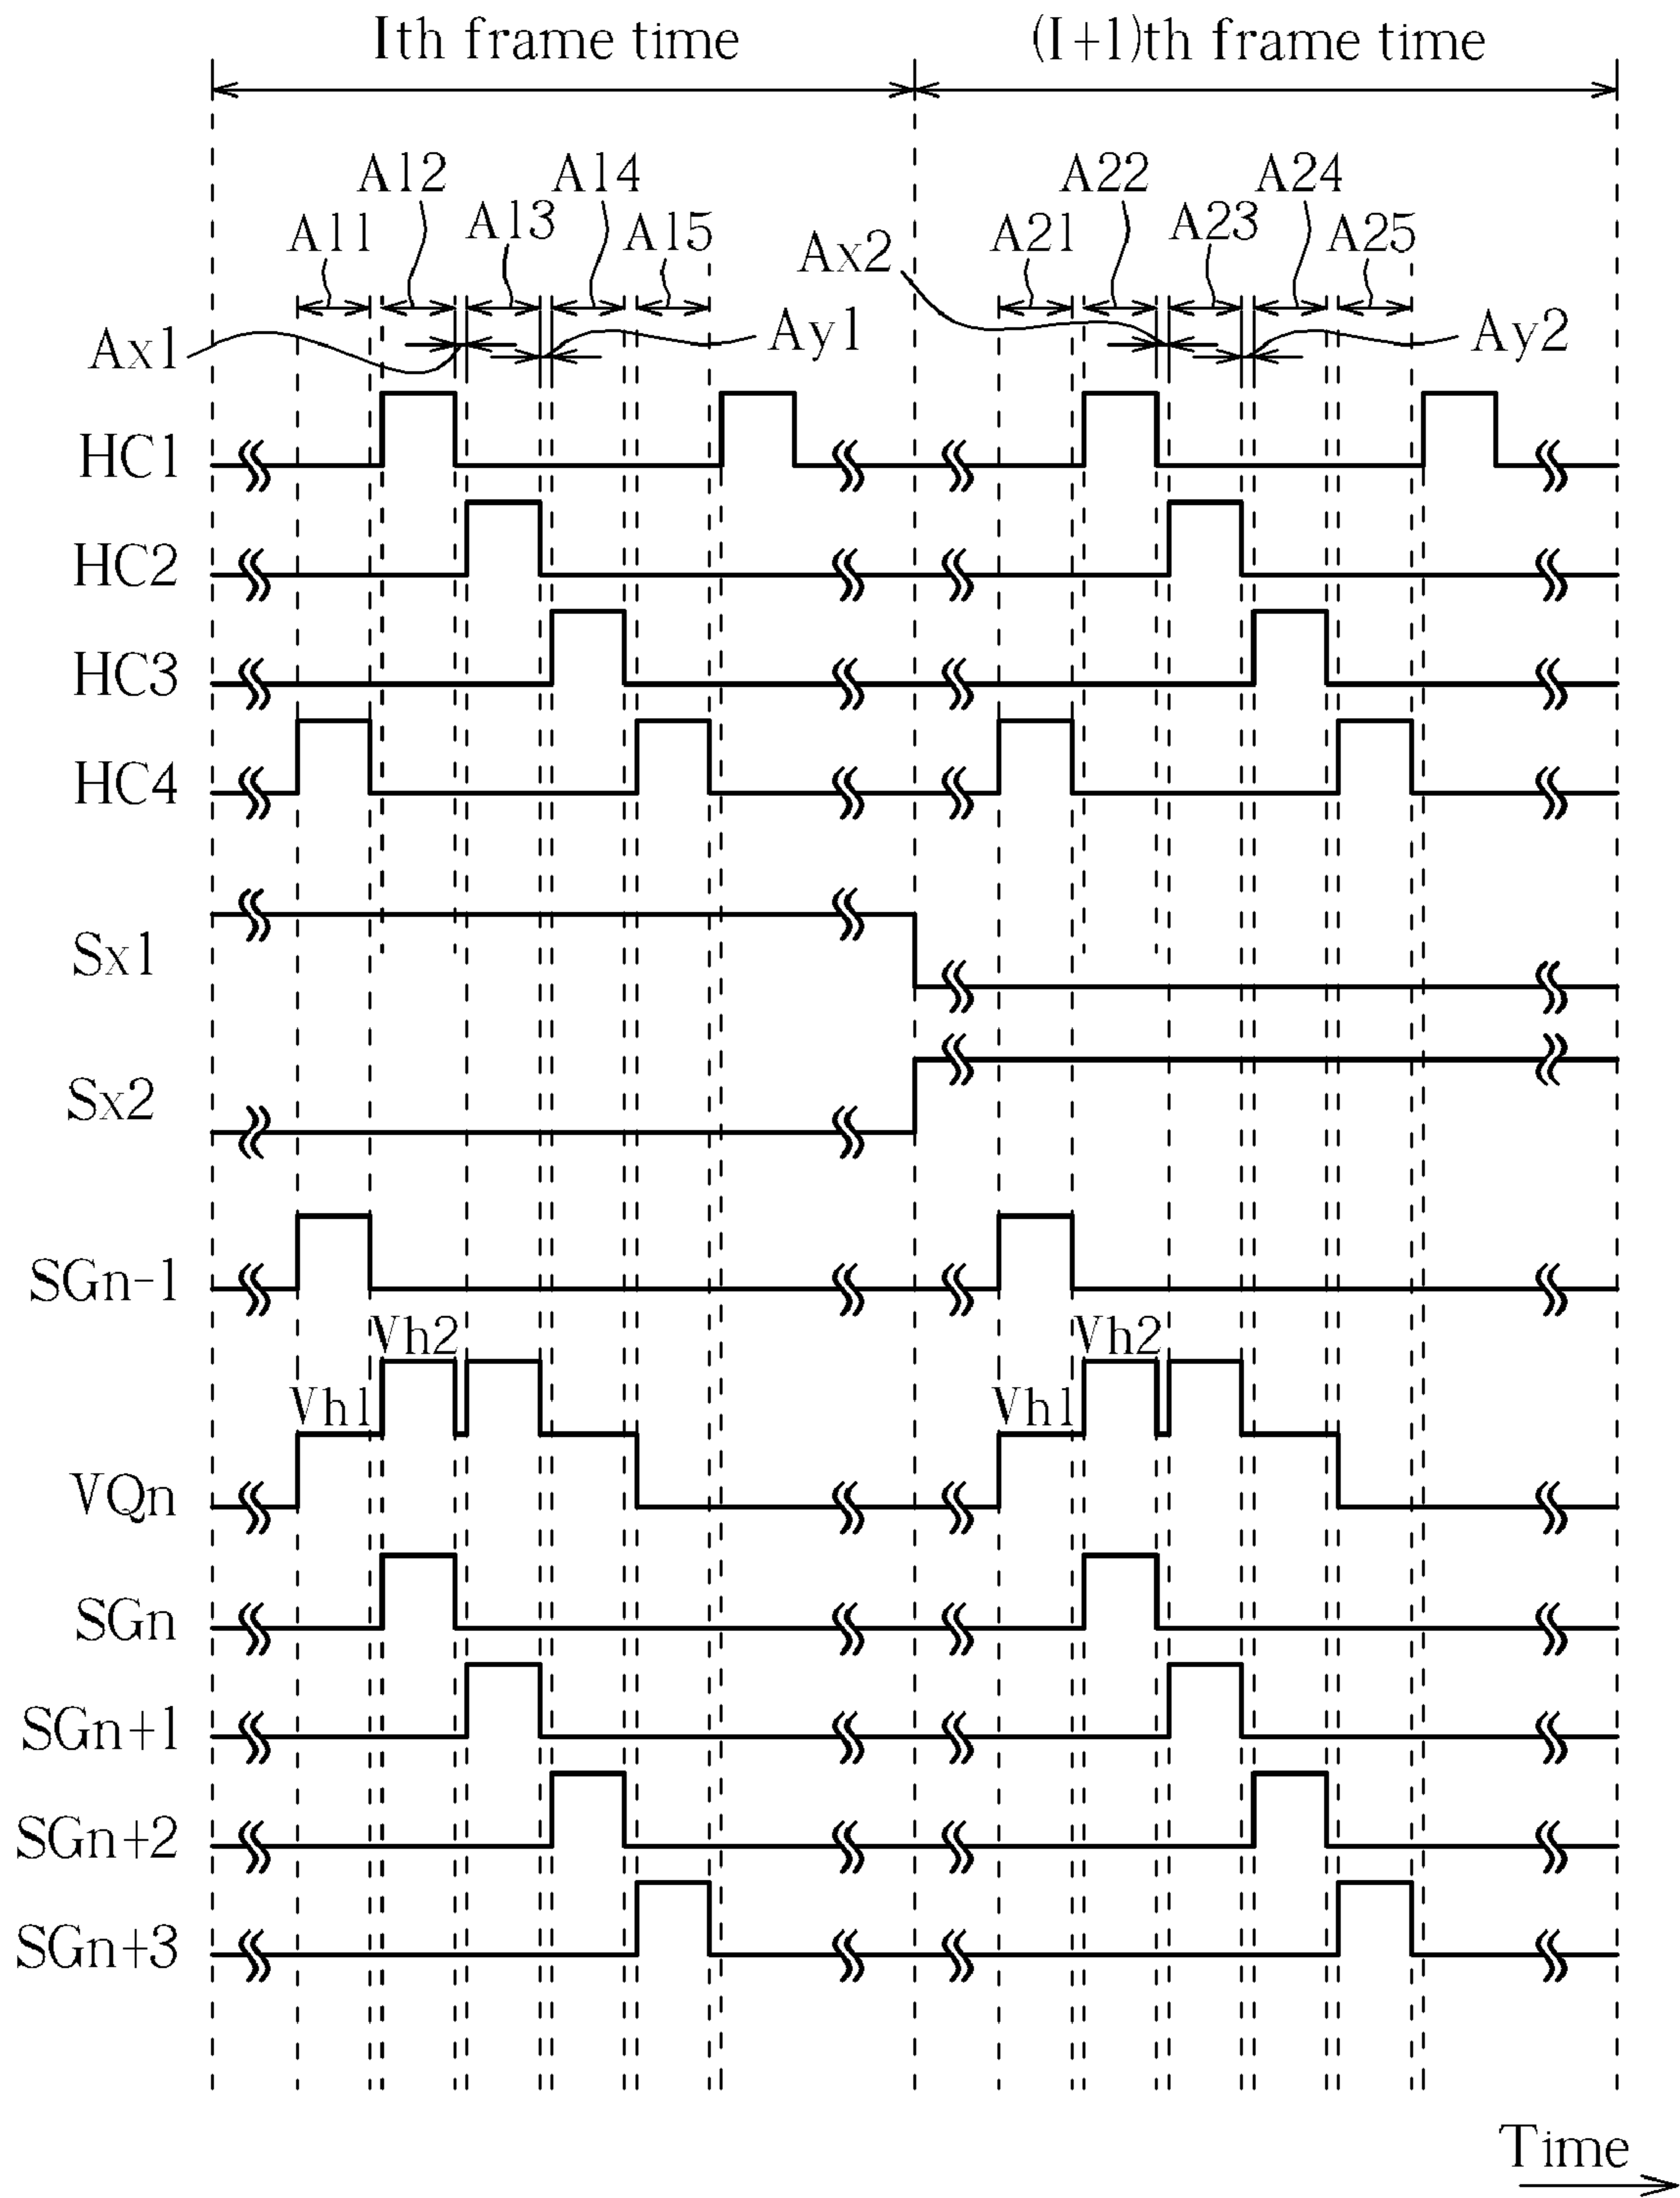 Ith frame time
(I+1)th frame time
A12
A14
A22
A24
A11
A13
A15
Ax2
A21
A23
A25
Ax1
Ay1
Ay2
HC1
HC2
HC3
HC4
Sx1
Sx2
SGn-1
Vh2
Vh2
Vh1
Vh1
VQn
SGn
SGn+1
SGn+2
SGn+3
Time